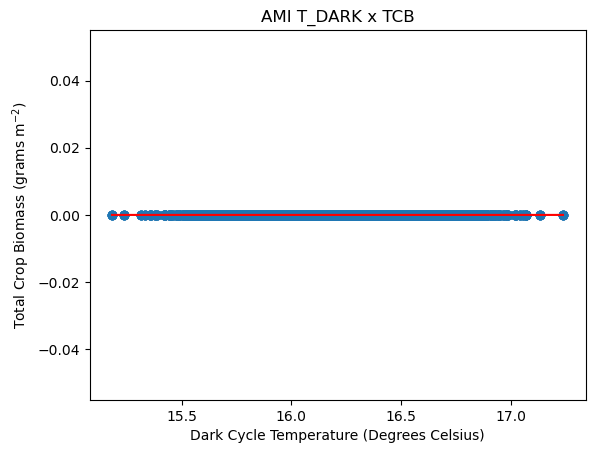 AMI T_DARK x TCB
Total Crop Biomass (grams m⁻²)
0.04
0.02
0.00
−0.02
−0.04
15.5 16.0 16.5 17.0
Dark Cycle Temperature (Degrees Celsius)